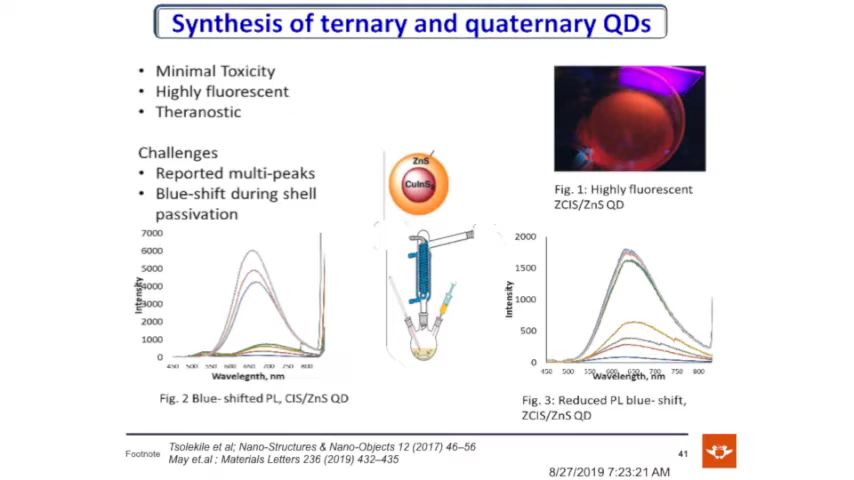 Synthesis of ternary and quaternary QDs
• Minimal Toxicity
• Highly fluorescent
• Theranostic
Challenges
• Reported multi-peaks
• Blue-shift during shell
passivation
ZnS
CuInS₂
Fig. 1: Highly fluorescent
ZCIS/ZnS QD
7000
6000
5000
4000
3000
2000
1000
0
Intensity
450 500 550 600 650 700 750 800
Wavelegnth, nm
Fig. 2 Blue- shifted PL, CIS/ZnS QD
2000
1500
1000
500
0
Intensity
450 500 550 600 650 700 750 800
Wavelength, nm
Fig. 3: Reduced PL blue- shift,
ZCIS/ZnS QD
Footnote
Tsolekile et al; Nano-Structures & Nano-Objects 12 (2017) 46–56
May et.al ; Materials Letters 236 (2019) 432–435
41
8/27/2019 7:23:21 AM